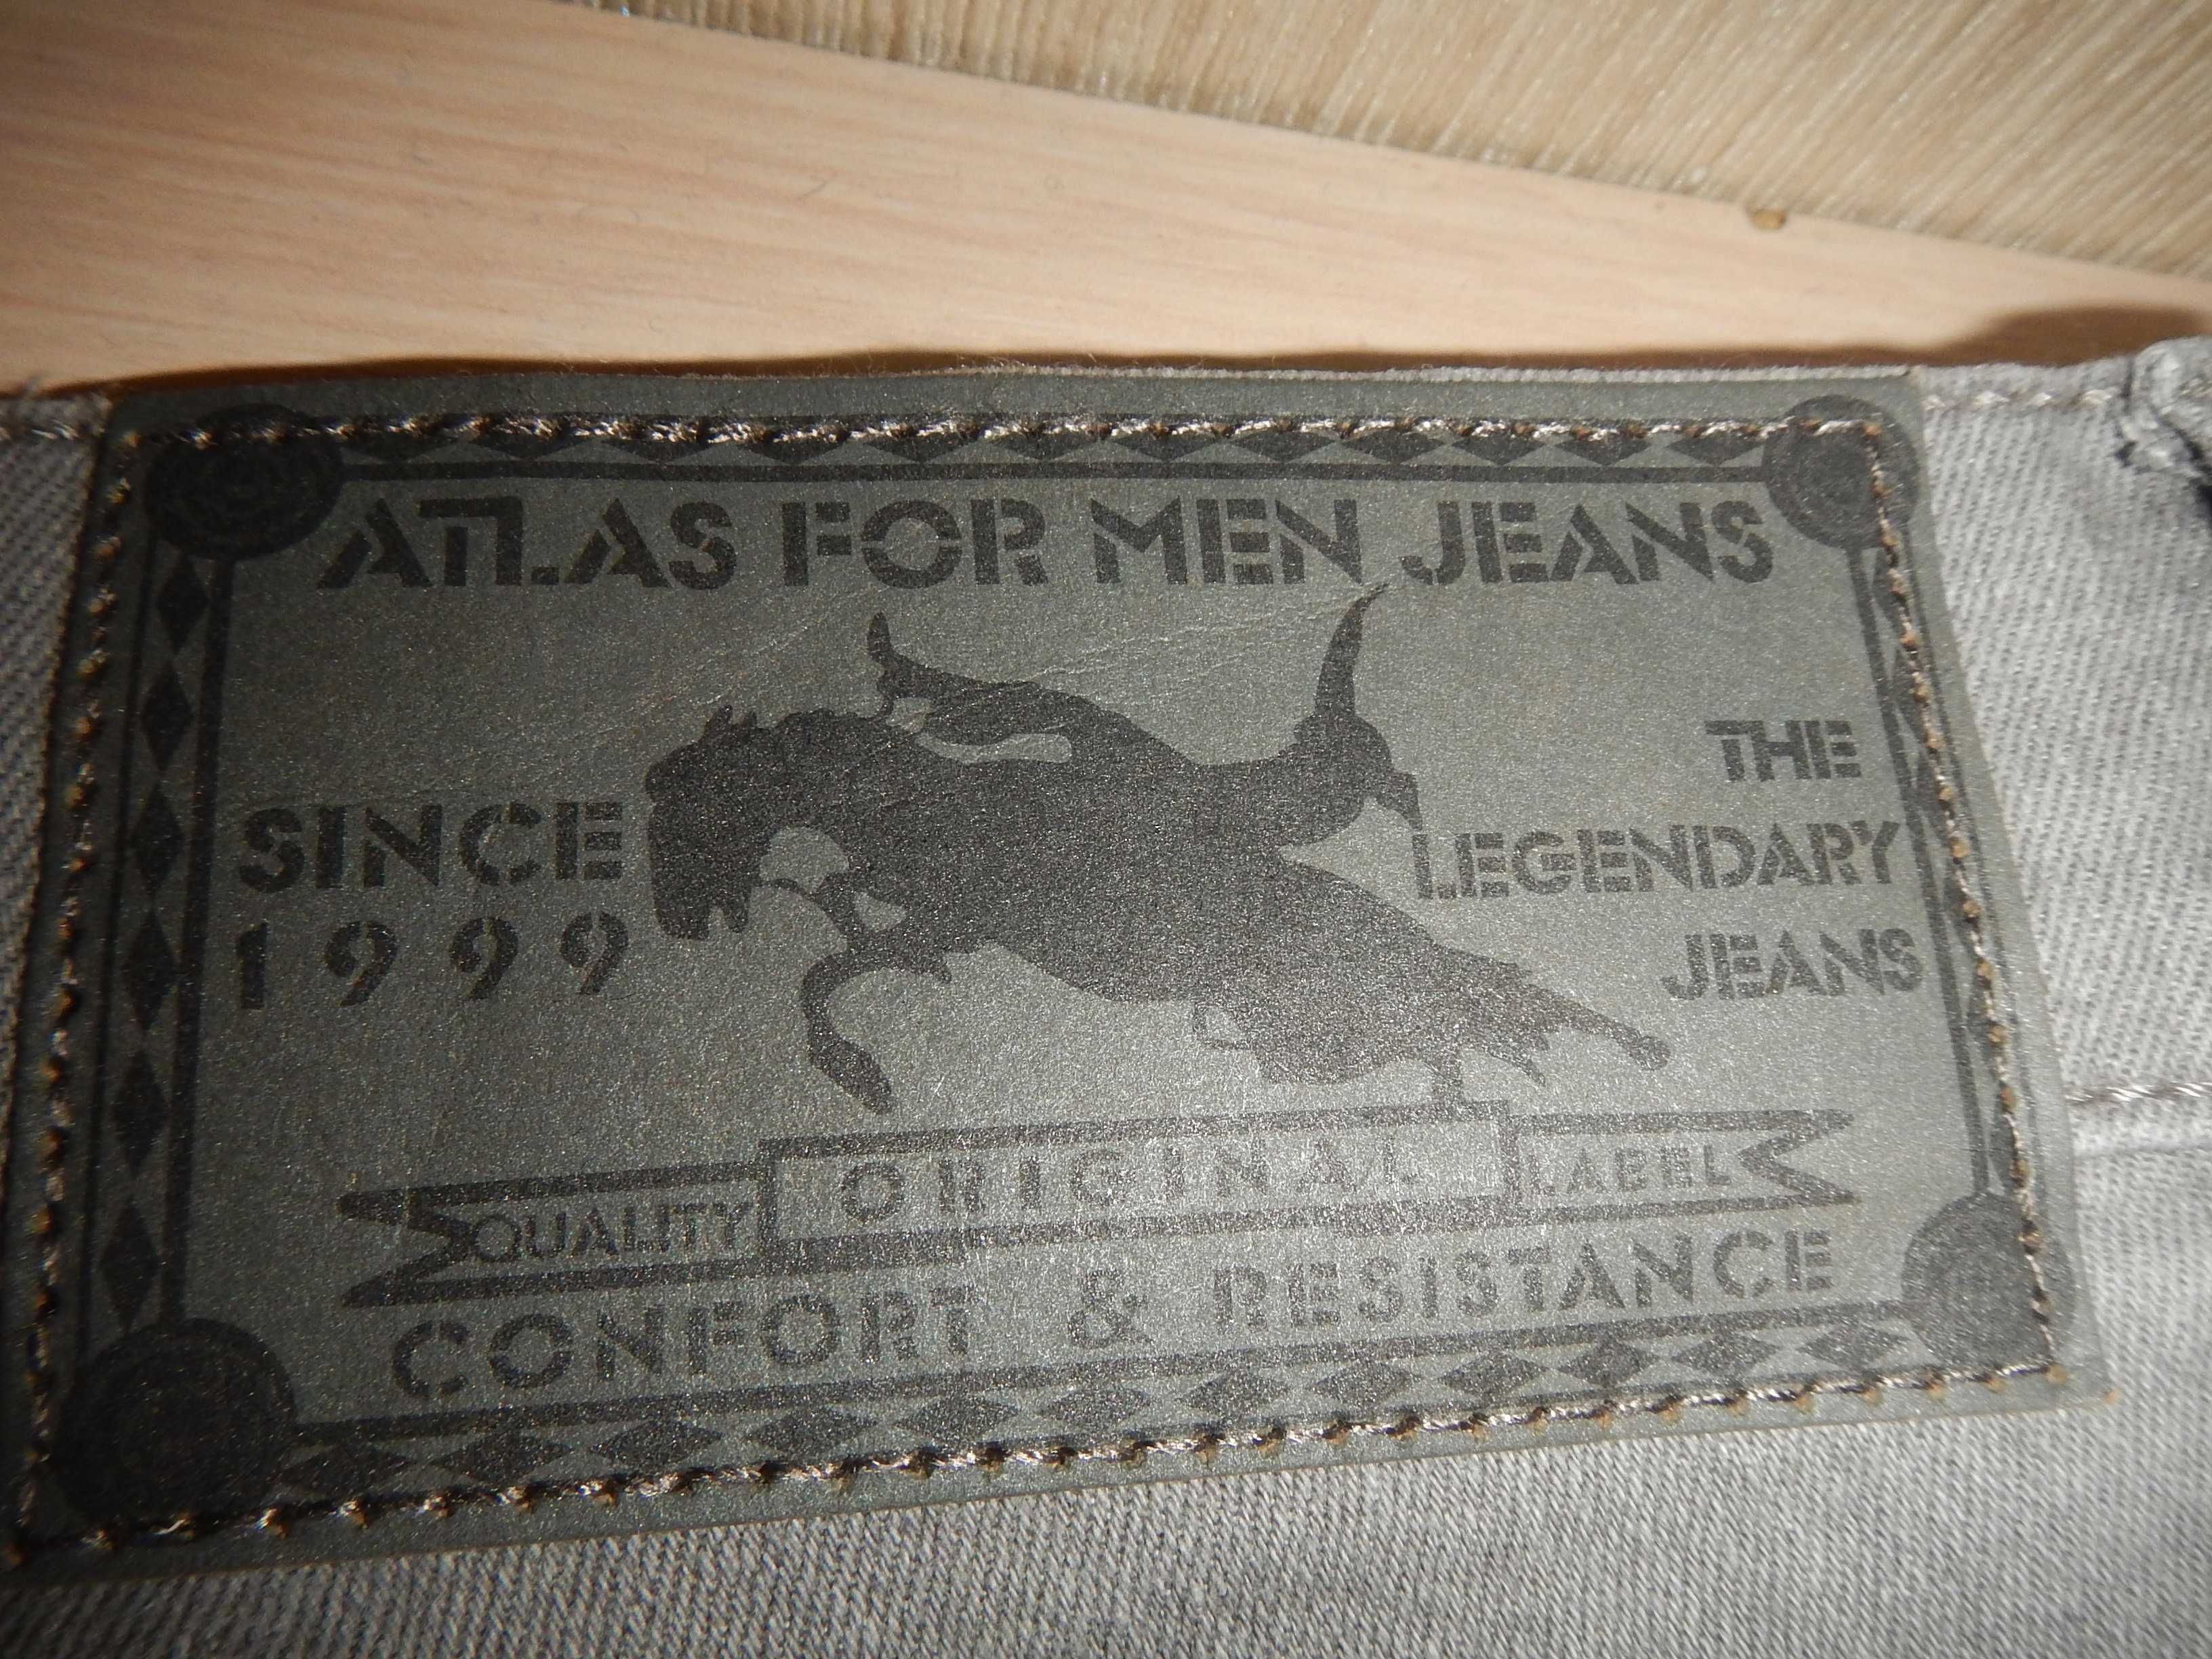 ATLAS FOR MEN JEANS
SINCE
1999
THE
LEGENDARY
JEANS
QUALITY ORIGINAL LABEL
CONFORT & RESISTANCE